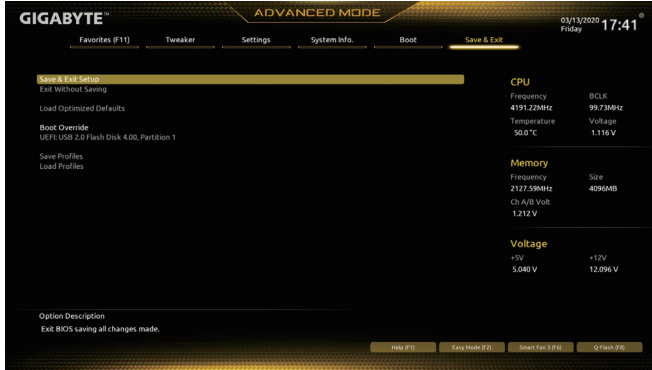 GIGABYTE™
ADVANCED MODE
03/13/2020
Friday
17:41
Favorites (F11) Tweaker Settings System Info. Boot Save & Exit
Save & Exit Setup
Exit Without Saving
Load Optimized Defaults
Boot Override
UEFI: USB 2.0 Flash Disk 4.00, Partition 1
Save Profiles
Load Profiles
CPU
Frequency BCLK
4191.22MHz 99.73MHz
Temperature Voltage
50.0 °C 1.116 V
Memory
Frequency Size
2127.59MHz 4096MB
Ch A/B Volt
1.212 V
Voltage
+5V +12V
5.040 V 12.096 V
Option Description
Exit BIOS saving all changes made.
Help (F1) Easy Mode (F2) Smart Fan 5 (F6) Q-Flash (F8)